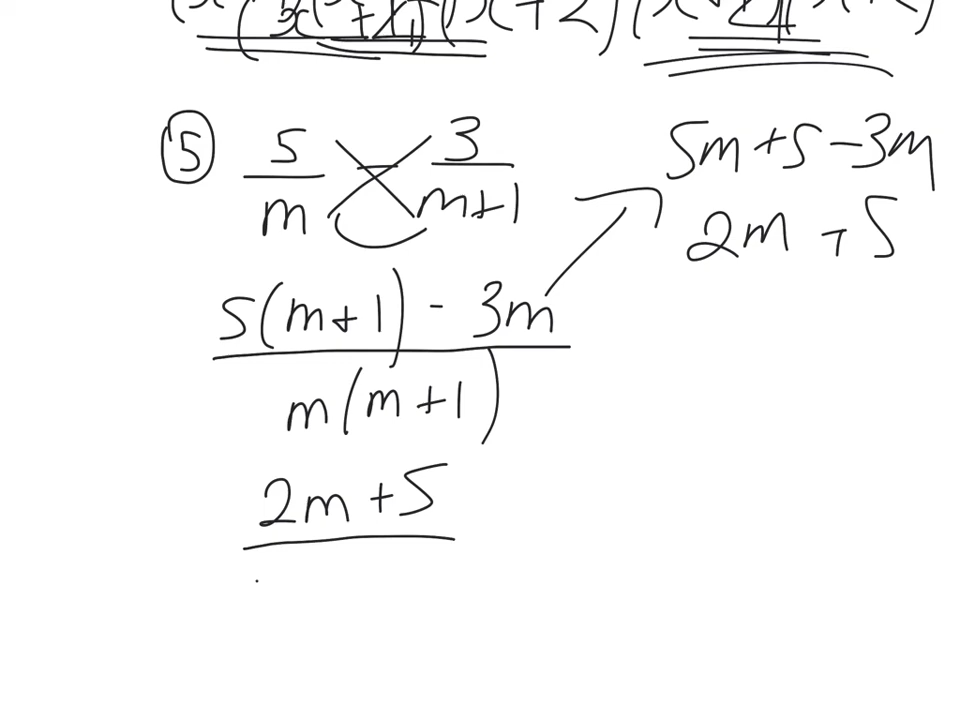 ⑤ 5/m - 3/(m+1)
5(m+1) - 3m
m(m+1)
2m+5
5m+5-3m
2m+5